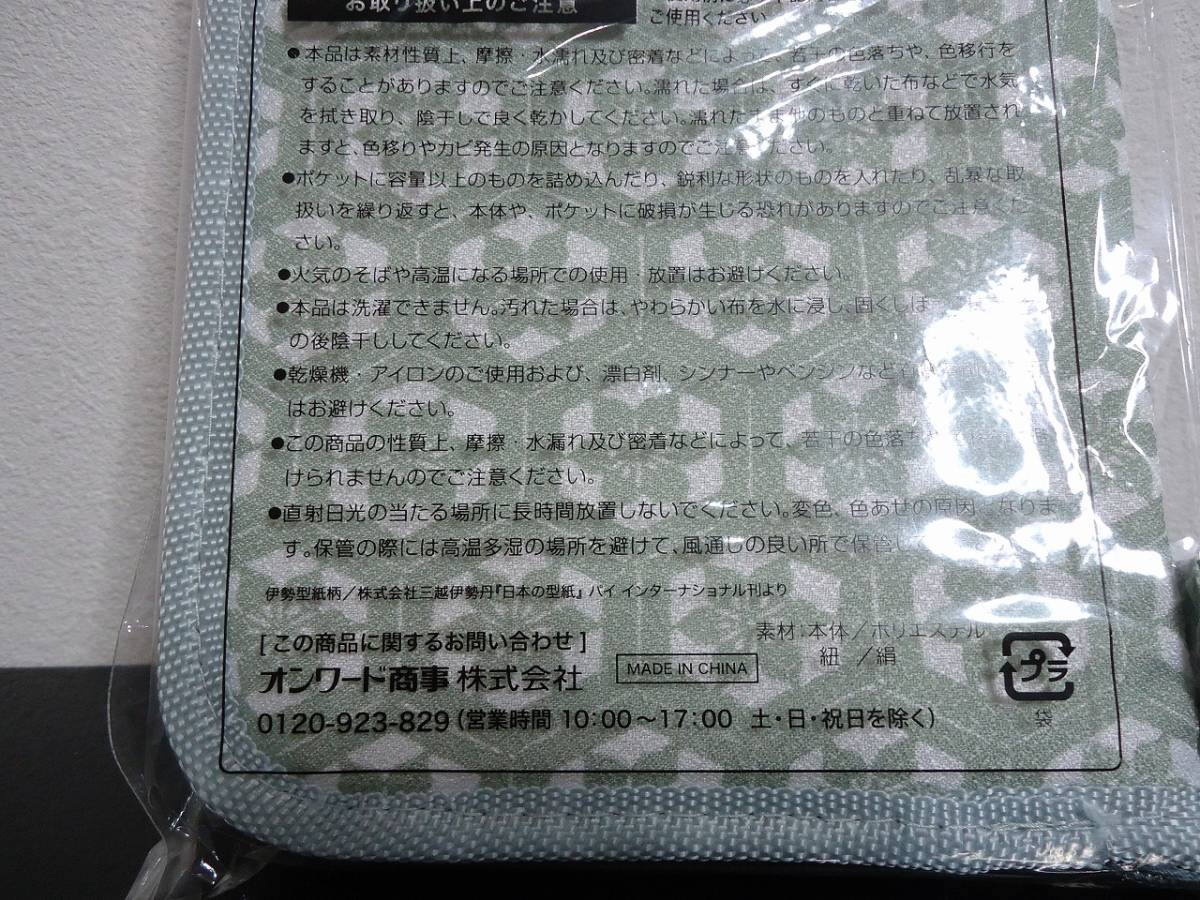 お取り扱い上のご注意
ご使用ください
●本品は素材性質上、摩擦・水濡れ及び密着などによって、若干の色落ちや、色移行を
することがありますのでご注意ください。濡れた場合は、すぐに乾いた布などで水気
を拭き取り、陰干しで良く乾かしてください。濡れたまま他のものと重ねて放置され
ますと、色移りやカビ発生の原因となりますのでご注意ください。
●ポケットに容量以上のものを詰め込んだり、鋭利な形状のものを入れたり、乱暴な取
扱いを繰り返すと、本体や、ポケットに破損が生じる恐れがありますのでご注意くだ
さい。
●火気のそばや高温になる場所での使用・放置はお避けください。
●本品は洗濯できません。汚れた場合は、やわらかい布を水に浸し、固くしぼ
の後陰干ししてください。
●乾燥機・アイロンのご使用および、漂白剤、シンナーやベンジンなど
はお避けください。
●この商品の性質上、摩擦・水漏れ及び密着などによって、若干の色落ち
けられませんのでご注意ください。
●直射日光の当たる場所に長時間放置しないでください。変色、色あせの原因 なりま
す。保管の際には高温多湿の場所を避けて、風通しの良い所で保管
伊勢型紙柄／株式会社三越伊勢丹『日本の型紙』パイ インターナショナル刊より
[この商品に関するお問い合わせ]
オンワード商事 株式会社
MADE IN CHINA
0120-923-829（営業時間 10:00～17:00 土・日・祝日を除く）
素材：本体／ポリエステル
紐 ／絹
プラ
袋